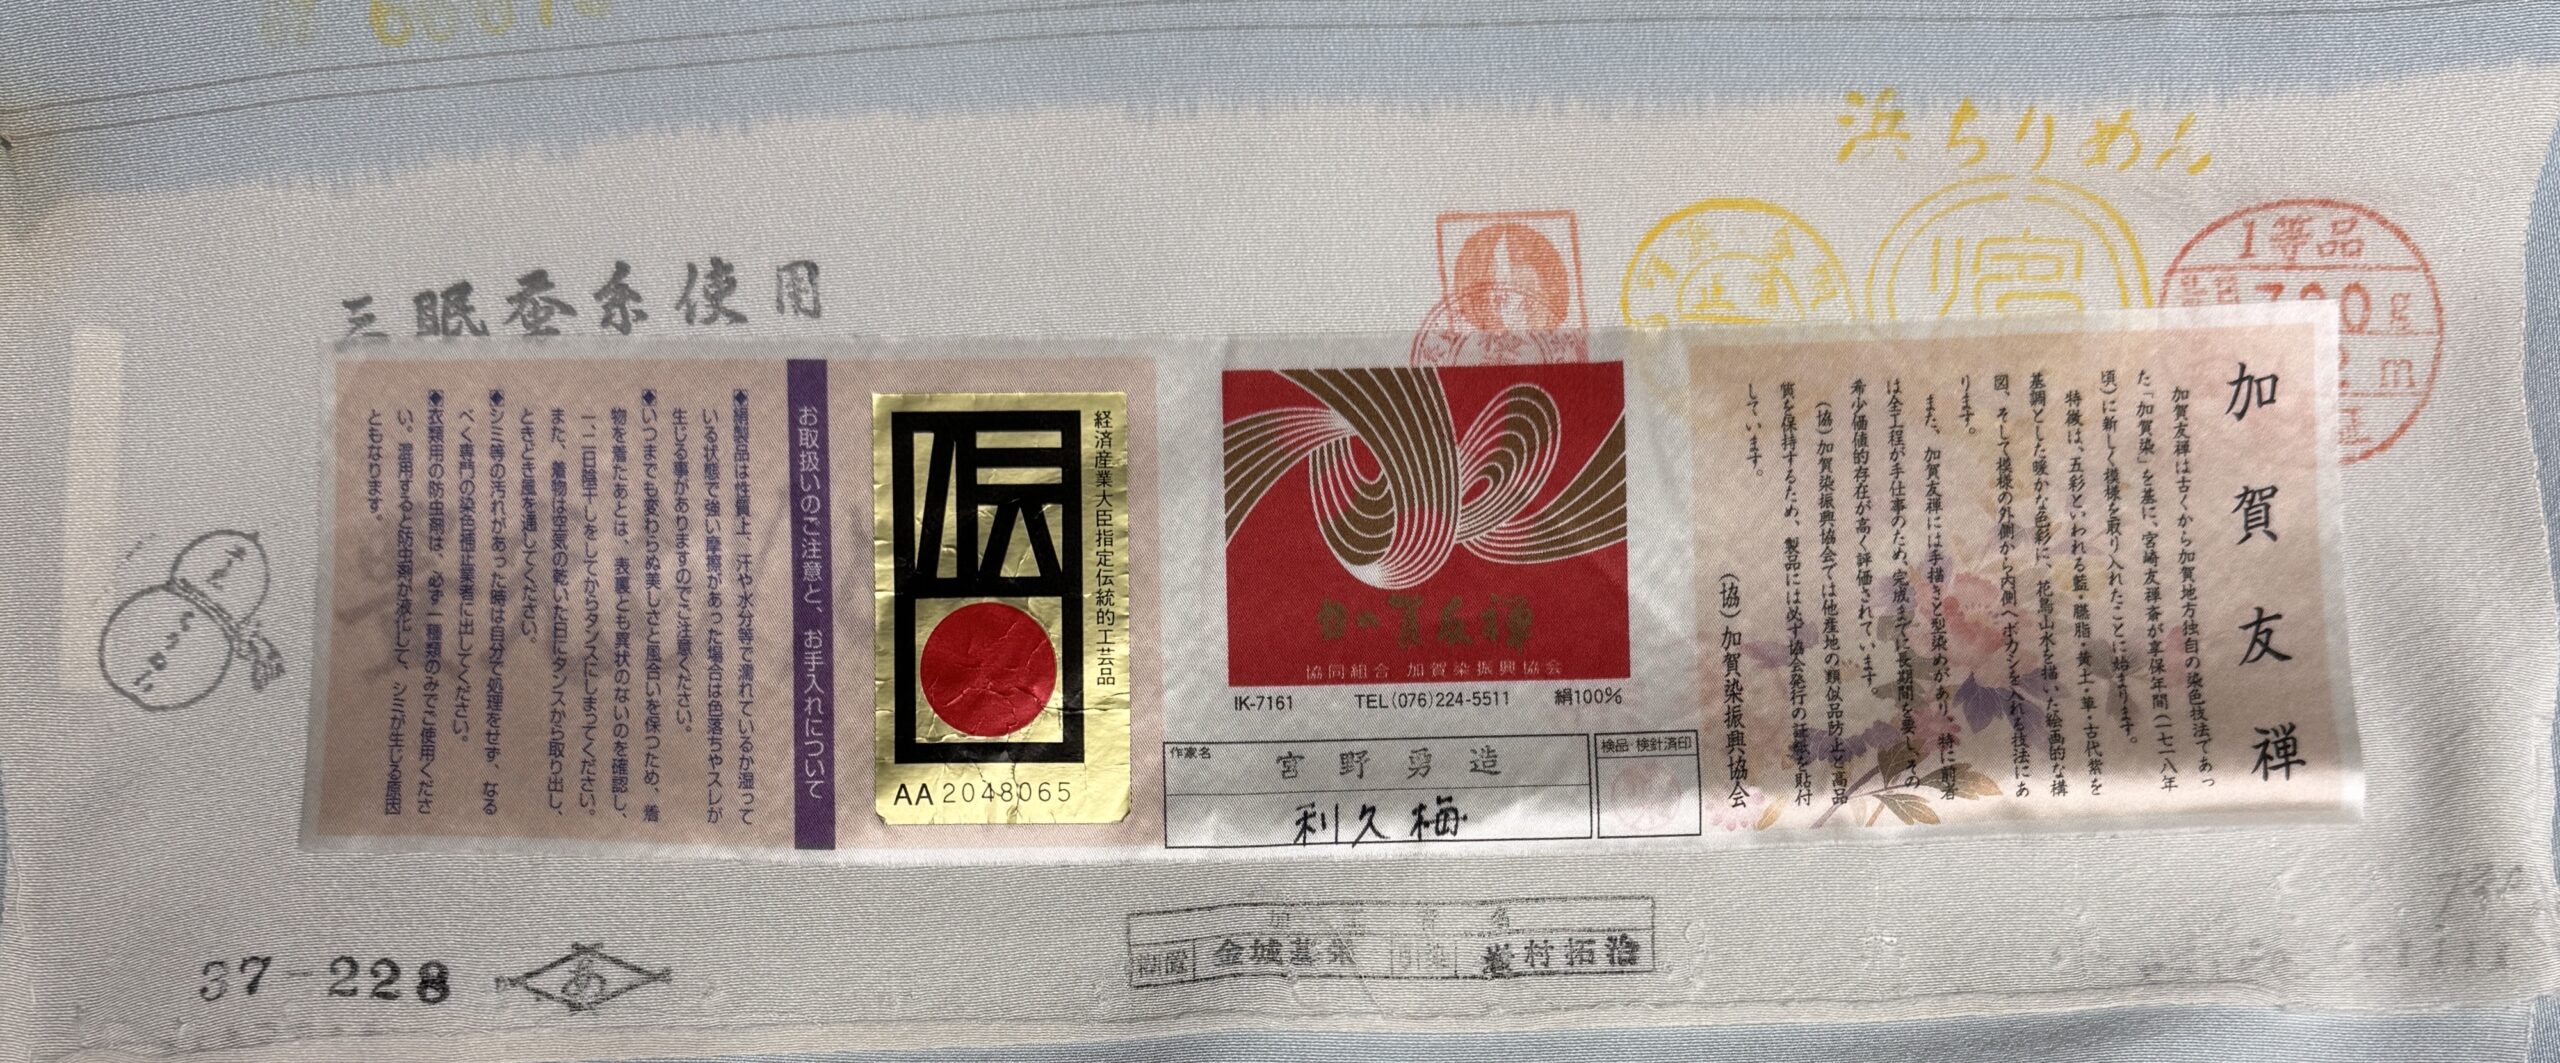 浜ちりめん
1等品
g
m
証
三眠蚕糸使用
加賀友禅
加賀友禅は古くから加賀地方独自の染色技法であっ
た「加賀染」を基に、宮崎友禅斎が享保年間(一七一八年
頃)に新しく模様を取り入れたことに始まります。
特徴は、五彩といわれる藍・臙脂・黄土・草・古代紫を
基調とした暖かな色彩に、花鳥山水を描いた絵画的な構
図、そして模様の外側から内側へボカシを入れる技法にあ
ります。
また、加賀友禅には手描きと型染めがあり、特に前者
は全工程が手仕事のため、完成までに長期間を要し、その
希少価値的存在が高く評価されています。
(協)加賀染振興協会では他産地の類似品防止と高品
質を保持するため、製品には必ず協会発行の証紙を貼付
しています。
(協)加賀染振興協会
加賀友禅
協同組合 加賀染振興協会
IK-7161 TEL(076)224-5511 絹100%
作家名
宮野勇造
利久梅
検品・検針済印
経済産業大臣指定伝統的工芸品
伝
AA2048065
お取扱いのご注意と、お手入れについて
◆絹製品は性質上、汗や水分等で濡れているか湿って
いる状態で強い摩擦があった場合は色落ちやスレが
生じる事がありますのでご注意ください。
◆いつまでも変わらぬ美しさと風合いを保つため、着
物を着たあとは、表裏とも異状のないのを確認し、
一、二日陰干しをしてからタンスにしまってください。
また、着物は空気の乾いた日にタンスから取り出し、
ときどき風を通してください。
◆シミ等の汚れがあった時は自分で処理をせず、なる
べく専門の染色補正業者に出してください。
◆衣類用の防虫剤は、必ず一種類のみでご使用くださ
い。混用すると防虫剤が液化して、シミが生じる原因
ともなります。
加工者名
金城基栄
岩村拓治
37-228
あ